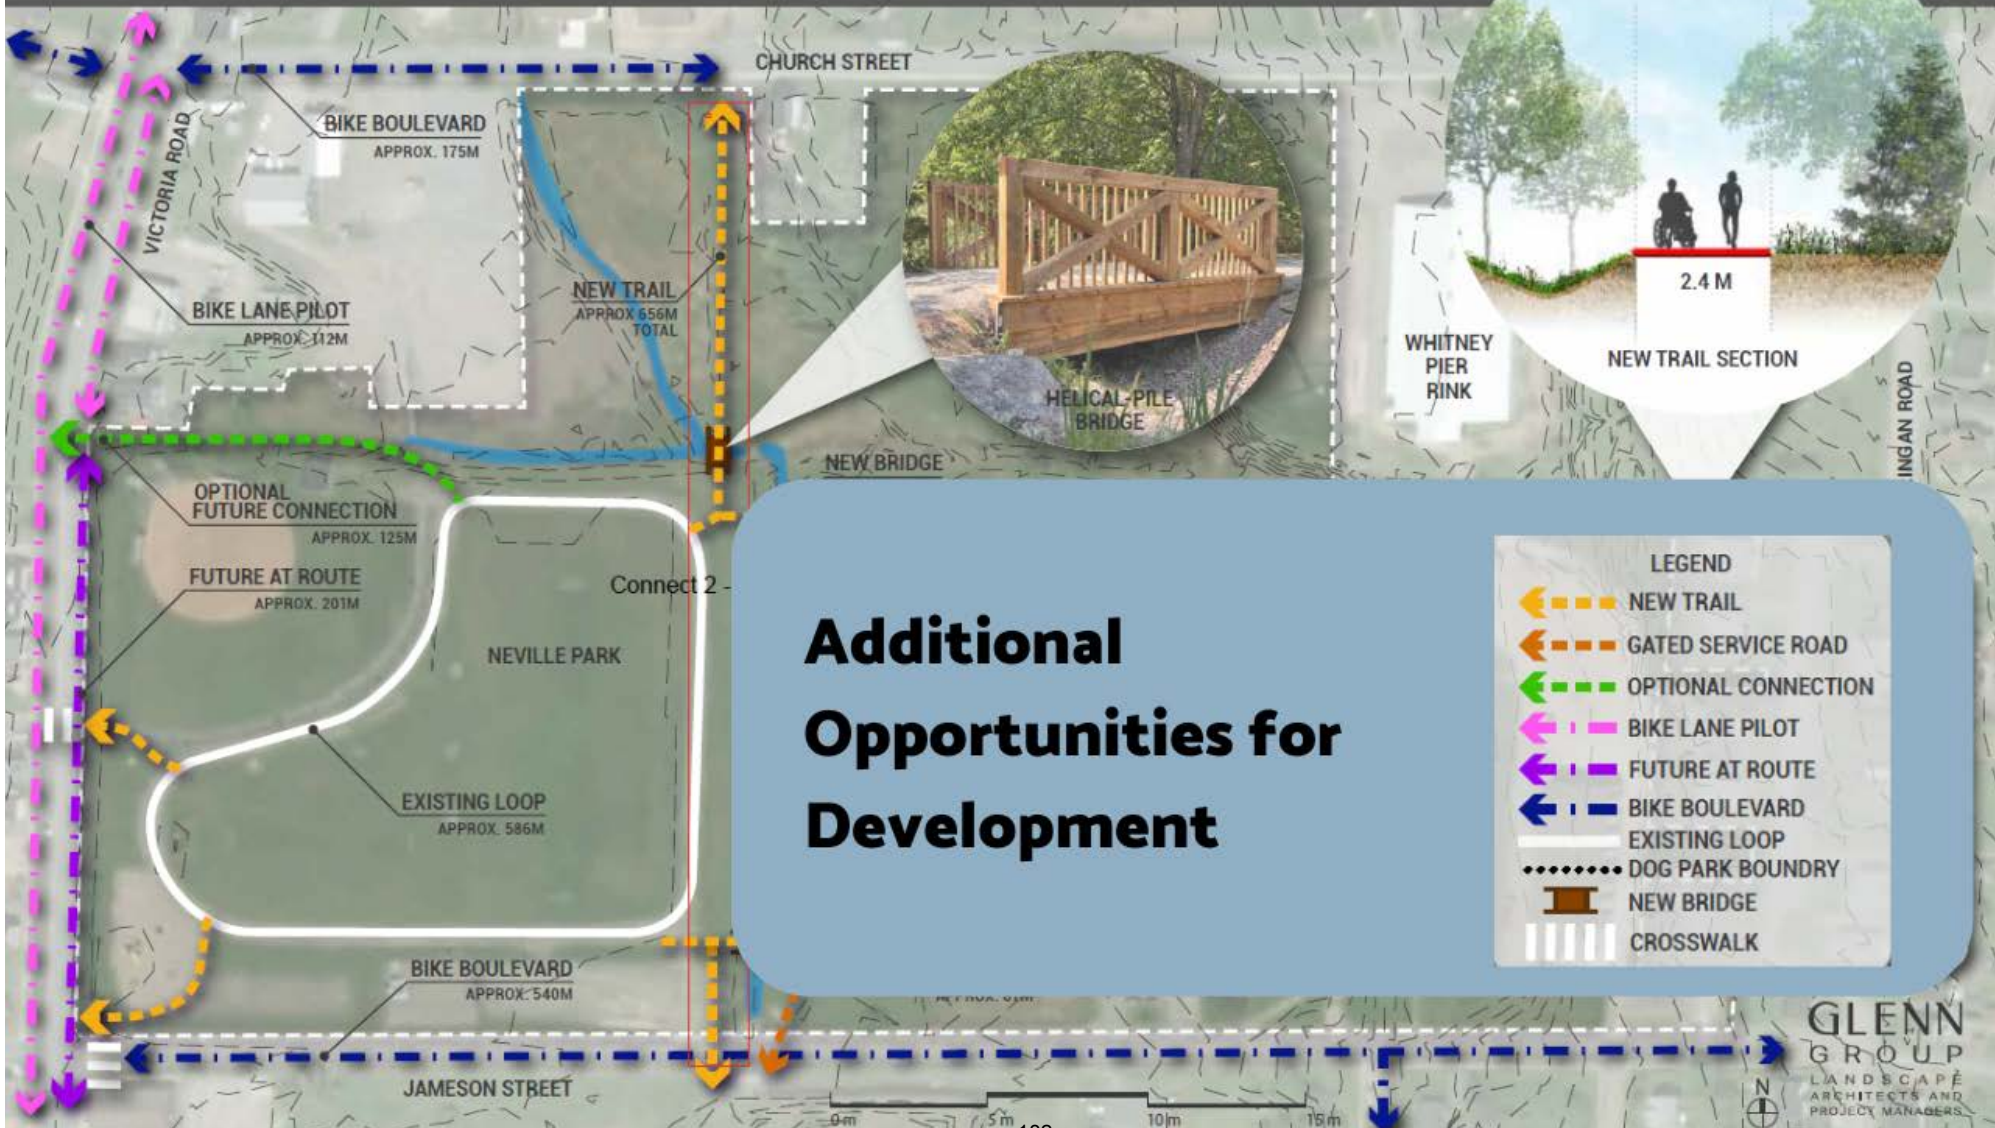 CHURCH STREET
BIKE BOULEVARD
APPROX. 175M
VICTORIA ROAD
BIKE LANE PILOT
APPROX. 112M
NEW TRAIL
APPROX 656M
TOTAL
HELICAL-PILE
BRIDGE
NEW BRIDGE
WHITNEY
PIER
RINK
2.4 M
NEW TRAIL SECTION
INGAN ROAD
OPTIONAL
FUTURE CONNECTION
APPROX. 125M
FUTURE AT ROUTE
APPROX. 201M
Connect 2 -
NEVILLE PARK
EXISTING LOOP
APPROX. 586M
Additional
Opportunities for
Development
LEGEND
NEW TRAIL
GATED SERVICE ROAD
OPTIONAL CONNECTION
BIKE LANE PILOT
FUTURE AT ROUTE
BIKE BOULEVARD
EXISTING LOOP
DOG PARK BOUNDRY
NEW BRIDGE
CROSSWALK
BIKE BOULEVARD
APPROX. 540M
JAMESON STREET
0m 5m 10m 15m
N
GLENN
GROUP
LANDSCAPE
ARCHITECTS AND
PROJECT MANAGERS